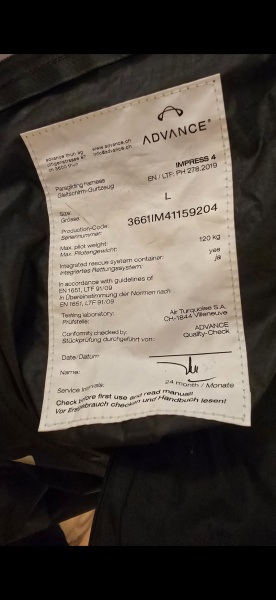 ADVANCE
advance thun ag
www.advance.ch
info@advance.ch
Paragliding harness
Gleitschirm-Gurtzeug
IMPRESS 4
EN / LTF: PH 278.2019
Size
Grösse
L
Production-Code:
Seriennummer:
3661IM41159204
Max. pilot weight:
Max. Pilotengewicht:
120 kg
Integrated rescue system container:
Integriertes Rettungssystem:
yes
ja
In accordance with guidelines of
EN 1651, LTF 91/09
In Übereinstimmung der Normen nach
EN 1651, LTF 91/09
Testing laboratory:
Prüfstelle:
Air Turquoise S.A.
CH-1844 Villeneuve
Conformity checked by:
Stückprüfung durchgeführt von:
ADVANCE
Quality-Check
Date/Datum:
Name:
Service Intervals:
24 month / Monate
Check before first use and read manual!
Vor Erstgebrauch checken und Handbuch lesen!